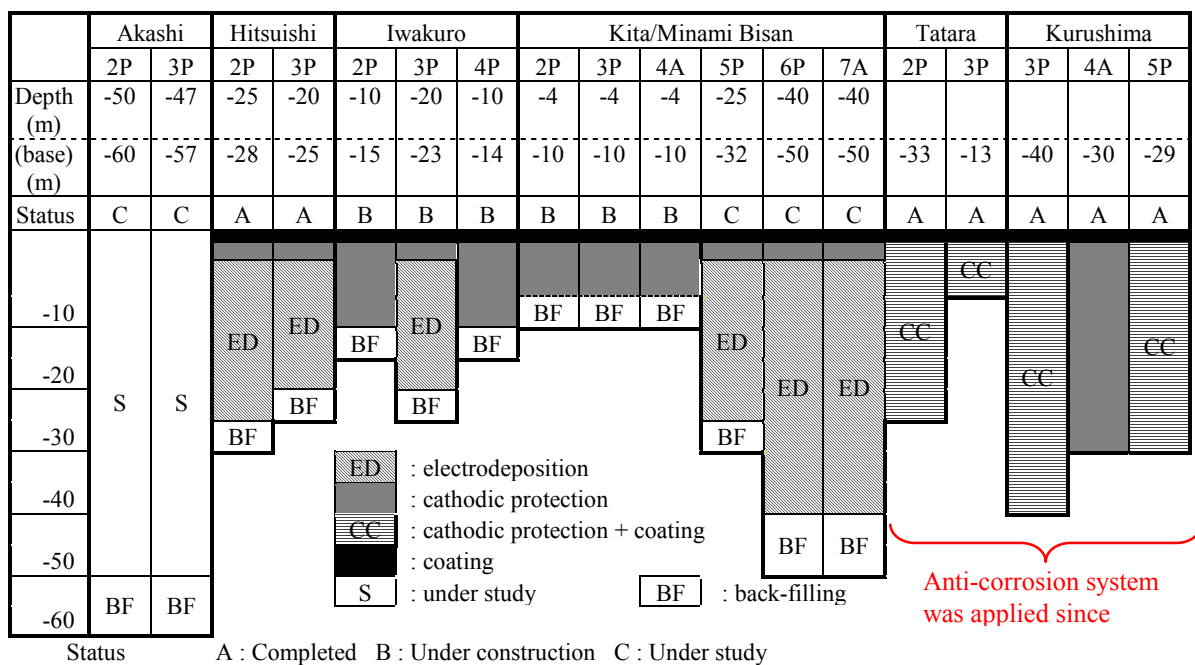 Akashi Hitsuishi Iwakuro Kita/Minami Bisan Tatara Kurushima
2P 3P 2P 3P 2P 3P 4P 2P 3P 4A 5P 6P 7A 2P 3P 3P 4A 5P
Depth -50 -47 -25 -20 -10 -20 -10 -4 -4 -4 -25 -40 -40
(m)
(base) -60 -57 -28 -25 -15 -23 -14 -10 -10 -10 -32 -50 -50 -33 -13 -40 -30 -29
(m)
Status C C A A B B B B B B C C C A A A A A
CC
-10 BF BF BF
ED ED BF ED BF ED CC CC
-20 ED ED CC
S S BF BF
-30 BF BF
ED : electrodeposition
-40 : cathodic protection
CC : cathodic protection + coating
-50 : coating BF BF
S : under study BF : back-filling
-60 BF BF
Anti-corrosion system
was applied since
Status A : Completed B : Under construction C : Under study